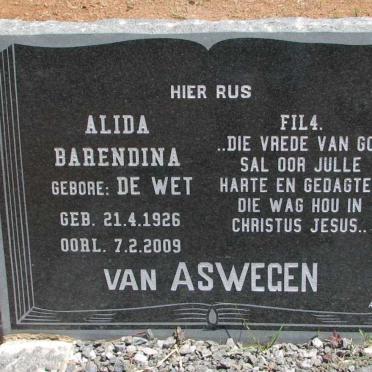 HIER RUS
ALIDA
BARENDINA
GEBORE: DE WET
GEB. 21.4.1926
OORL. 7.2.2009
FIL4.
..DIE VREDE VAN GO
SAL OOR JULLE
HARTE EN GEDAGTE
DIE WAG HOU IN
CHRISTUS JESUS..
VAN ASWEGEN